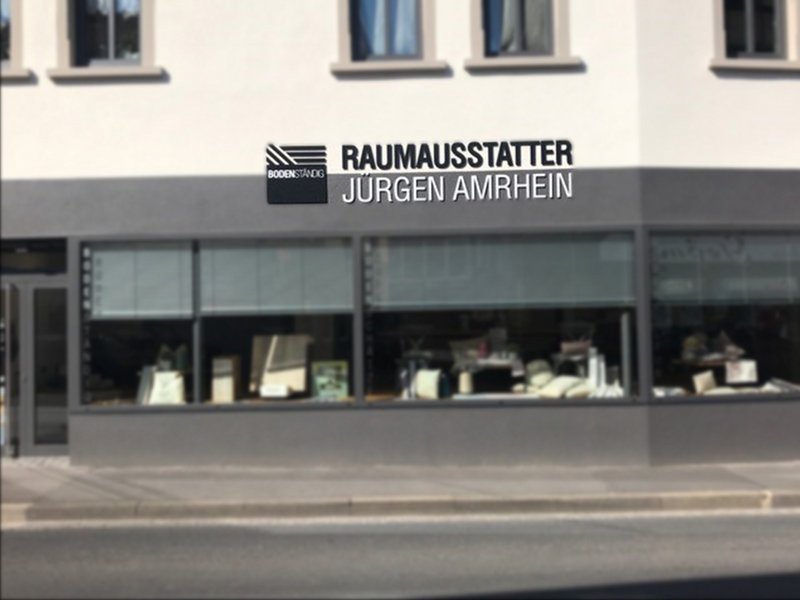 RAUMAUSSTATTER
BODENSTÄNDIG
JÜRGEN AMRHEIN